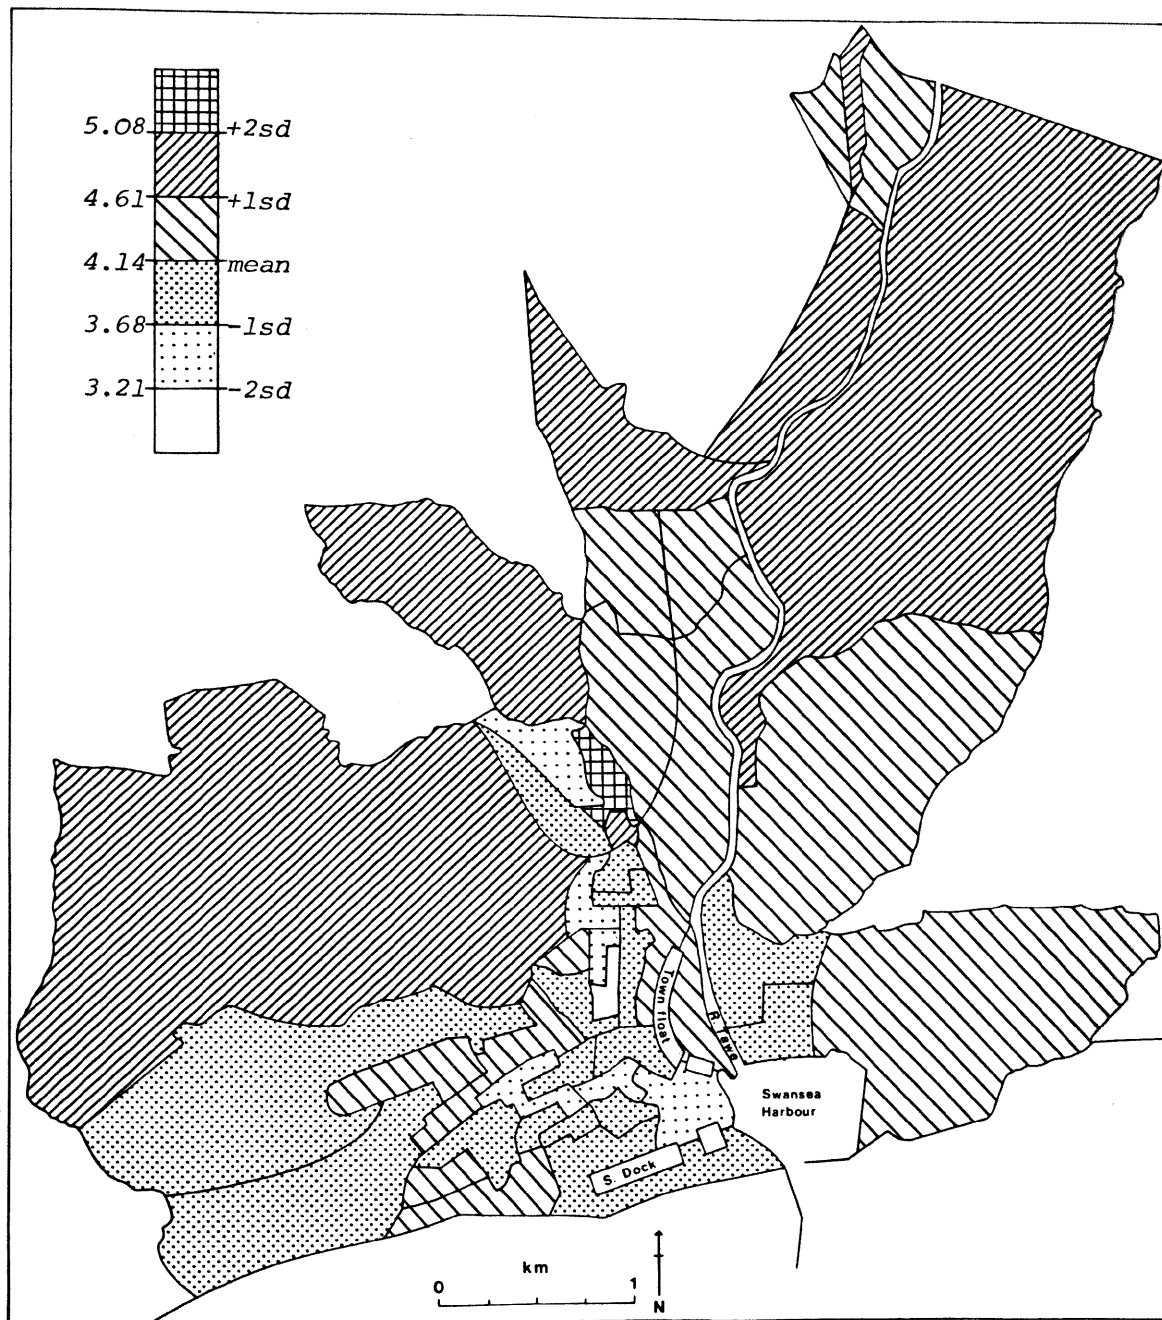 5.08 +2sd
4.61 +1sd
4.14 mean
3.68 -1sd
3.21 -2sd
Town float
R. Tawe
Swansea
Harbour
S. Dock
km
0 1
N